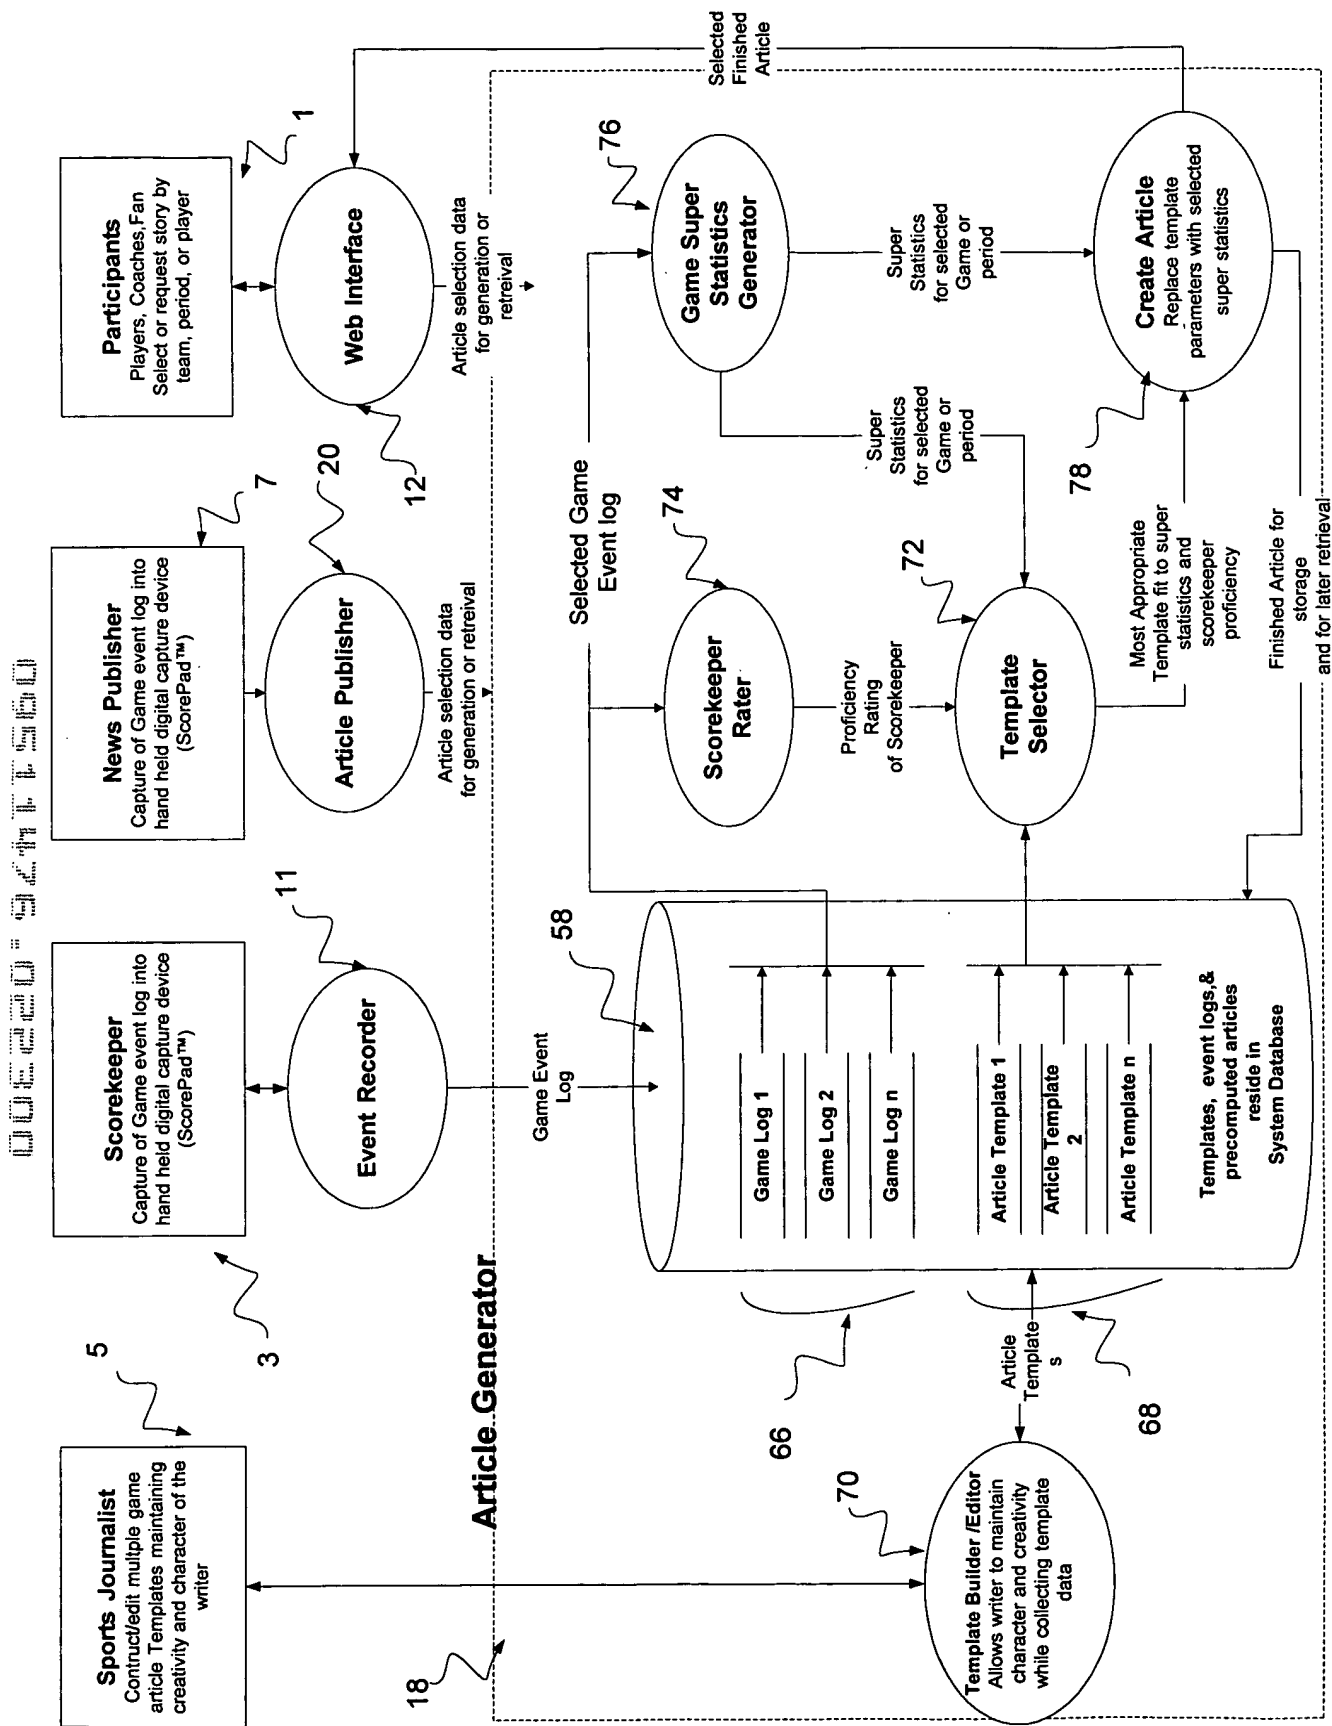 Sports Journalist
Contruct/edit multple game
article Templates maintaining
creativity and character of the
writer
5
Scorekeeper
Capture of Game event log into
hand held digital capture device
(ScorePad™)
3
News Publisher
Capture of Game event log into
hand held digital capture device
(ScorePad™)
7
Participants
Players, Coaches,Fan
Select or request story by
team, period, or player
1
Event Recorder
11
Article Publisher
20
Web Interface
12
Game Event
Log
Article selection data
for generation or retreival
Article selection data
for generation or
retreival
Selected
Finished
Article
Article Generator
18
58
Selected Game
Event log
Game Log 1
Game Log 2
Game Log n
66
Article Template 1
Article Template
2
Article Template n
68
Templates, event logs,&
precomputed articles
reside in
System Database
Article
Template
s
Template Builder /Editor
Allows writer to maintain
character and creativity
while collecting template
data
70
Scorekeeper
Rater
74
Game Super
Statistics
Generator
76
Proficiency
Rating
of Scorekeeper
Super
Statistics
for selected
Game or
period
Super
Statistics
for selected
Game or
period
Template
Selector
72
Most Appropriate
Template fit to super
statistics and
scorekeeper
proficiency
Create Article
Replace template
parameters with selected
super statistics
78
Finished Article for
storage
and for later retrieval